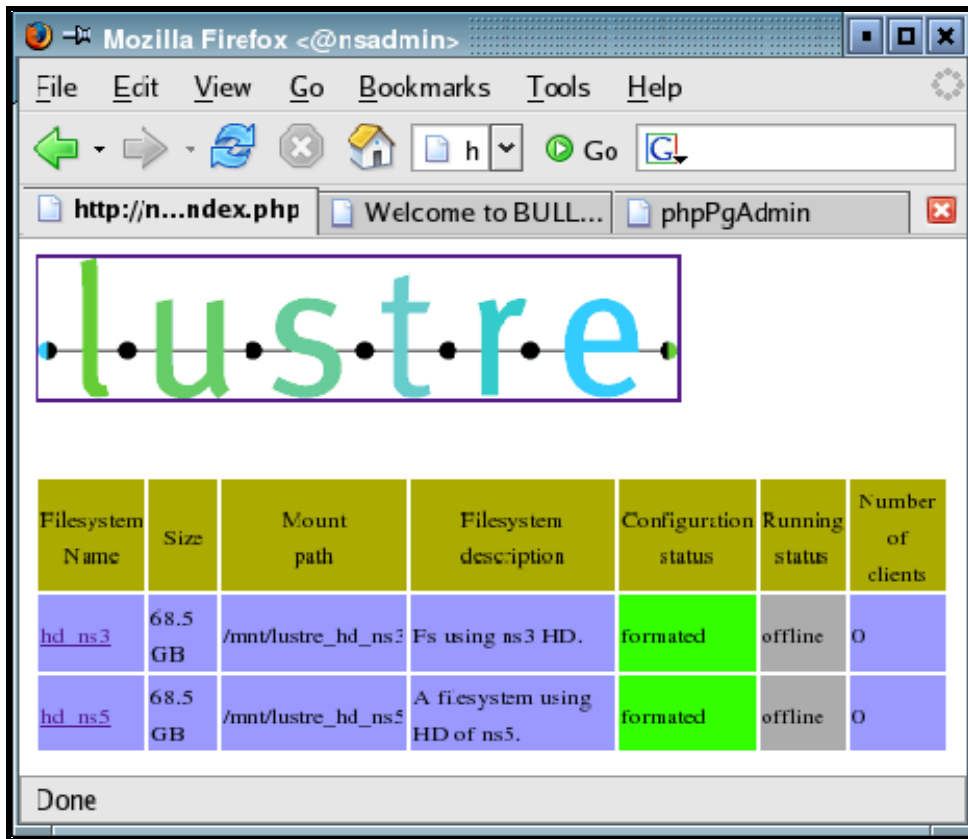 Mozilla Firefox <@nsadmin>
File Edit View Go Bookmarks Tools Help
h Go G
http://n...ndex.php Welcome to BULL... phpPgAdmin
lustre
Filesystem Name Size Mount path Filesystem description Configuration status Running status Number of clients
hd_ns3 68.5 GB /mnt/lustre_hd_ns3 Fs using ns3 HD. formated offline 0
hd_ns5 68.5 GB /mnt/lustre_hd_ns5 A filesystem using HD of ns5. formated offline 0
Done